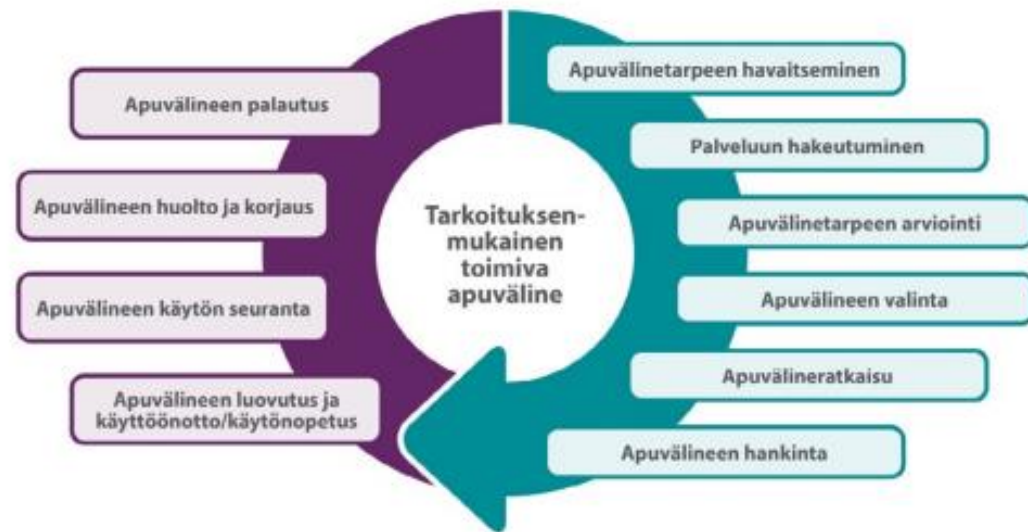 Apuvälinetarpeen havaitseminen
Palveluun hakeutuminen
Apuvälinetarpeen arviointi
Apuvälineen valinta
Apuvälineratkaisu
Apuvälineen hankinta
Apuvälineen luovutus ja
käyttöönotto/käytönopetus
Apuvälineen käytön seuranta
Apuvälineen huolto ja korjaus
Apuvälineen palautus
Tarkoituksen-
mukainen
toimiva
apuväline